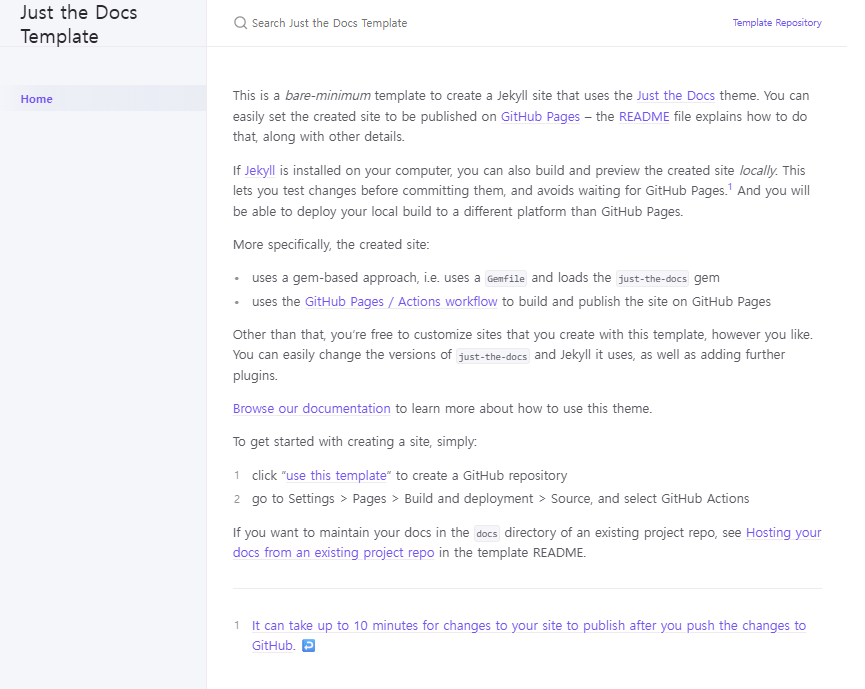 Just the Docs
Template
Search Just the Docs Template
Template Repository
Home
This is a bare-minimum template to create a Jekyll site that uses the Just the Docs theme. You can
easily set the created site to be published on GitHub Pages – the README file explains how to do
that, along with other details.
If Jekyll is installed on your computer, you can also build and preview the created site locally. This
lets you test changes before committing them, and avoids waiting for GitHub Pages.1 And you will
be able to deploy your local build to a different platform than GitHub Pages.
More specifically, the created site:
• uses a gem-based approach, i.e. uses a Gemfile and loads the just-the-docs gem
• uses the GitHub Pages / Actions workflow to build and publish the site on GitHub Pages
Other than that, you’re free to customize sites that you create with this template, however you like.
You can easily change the versions of just-the-docs and Jekyll it uses, as well as adding further
plugins.
Browse our documentation to learn more about how to use this theme.
To get started with creating a site, simply:
1 click “use this template” to create a GitHub repository
2 go to Settings > Pages > Build and deployment > Source, and select GitHub Actions
If you want to maintain your docs in the docs directory of an existing project repo, see Hosting your
docs from an existing project repo in the template README.
1 It can take up to 10 minutes for changes to your site to publish after you push the changes to
GitHub. ↩